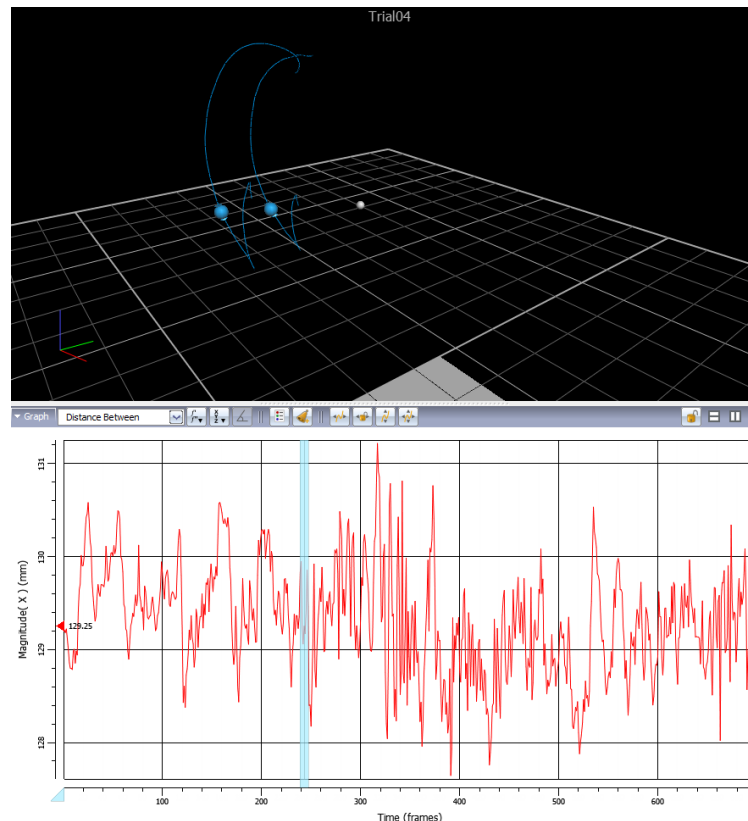 Trial04
Graph Distance Between
131
130
129.25
129
128
Magnitude( X ) (mm)
100 200 300 400 500 600
Time (frames)